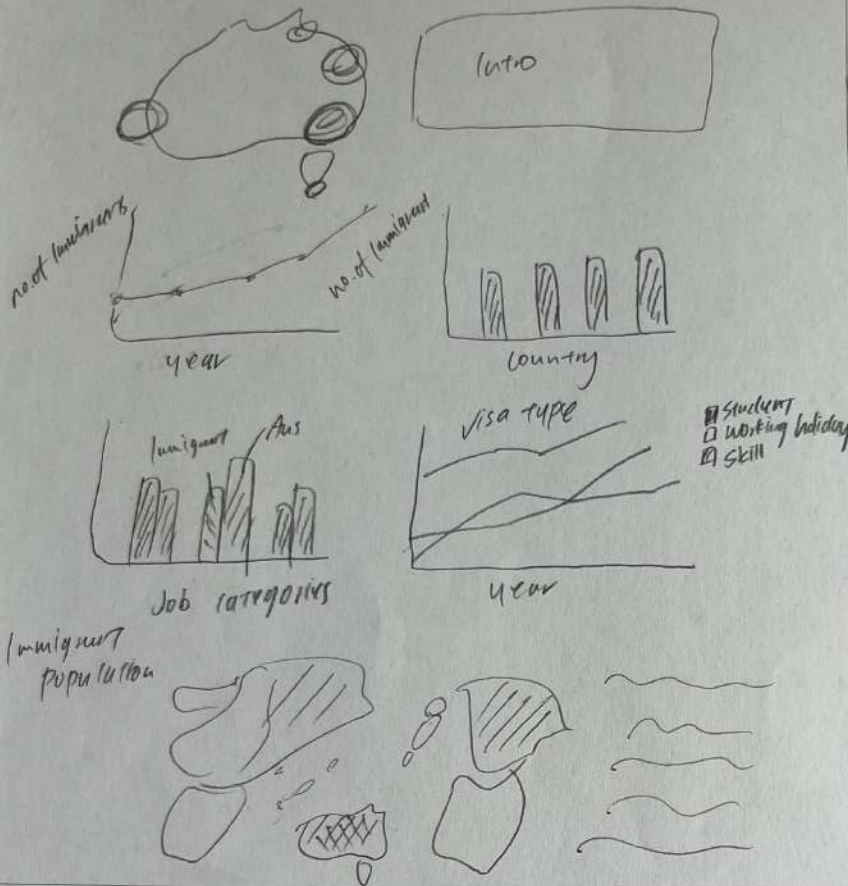 Intro
no. of Immigrants
year
no. of Immigrant
Country
Immigrant
Aus
Job categories
Visa type
Student
Working holiday
Skill
year
Immigrant
population